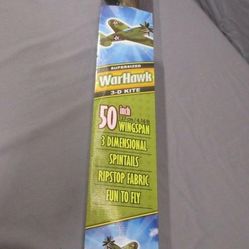 SUPERSIZED
WarHawk
3-D KITE
50 inch
WINGSPAN
3 DIMENSIONAL
SPINTAILS
RIPSTOP FABRIC
FUN TO FLY